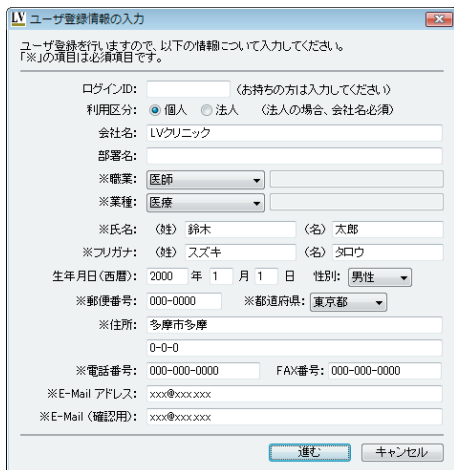 LV ユーザ登録情報の入力
ユーザ登録を行いますので、以下の情報について入力してください。
「※」の項目は必須項目です。
ログインID: (お持ちの方は入力してください)
利用区分: 個人 法人 (法人の場合、会社名必須)
会社名: LVクリニック
部署名:
※職業: 医師
※業種: 医療
※氏名: (姓) 鈴木 (名) 太郎
※フリガナ: (姓) スズキ (名) タロウ
生年月日(西暦): 2000 年 1 月 1 日 性別: 男性
※郵便番号: 000-0000 ※都道府県: 東京都
※住所: 多摩市多摩
0-0-0
※電話番号: 000-000-0000 FAX番号: 000-000-0000
※E-Mail アドレス: xxx@xxx.xxx
※E-Mail (確認用): xxx@xxx.xxx
進む キャンセル